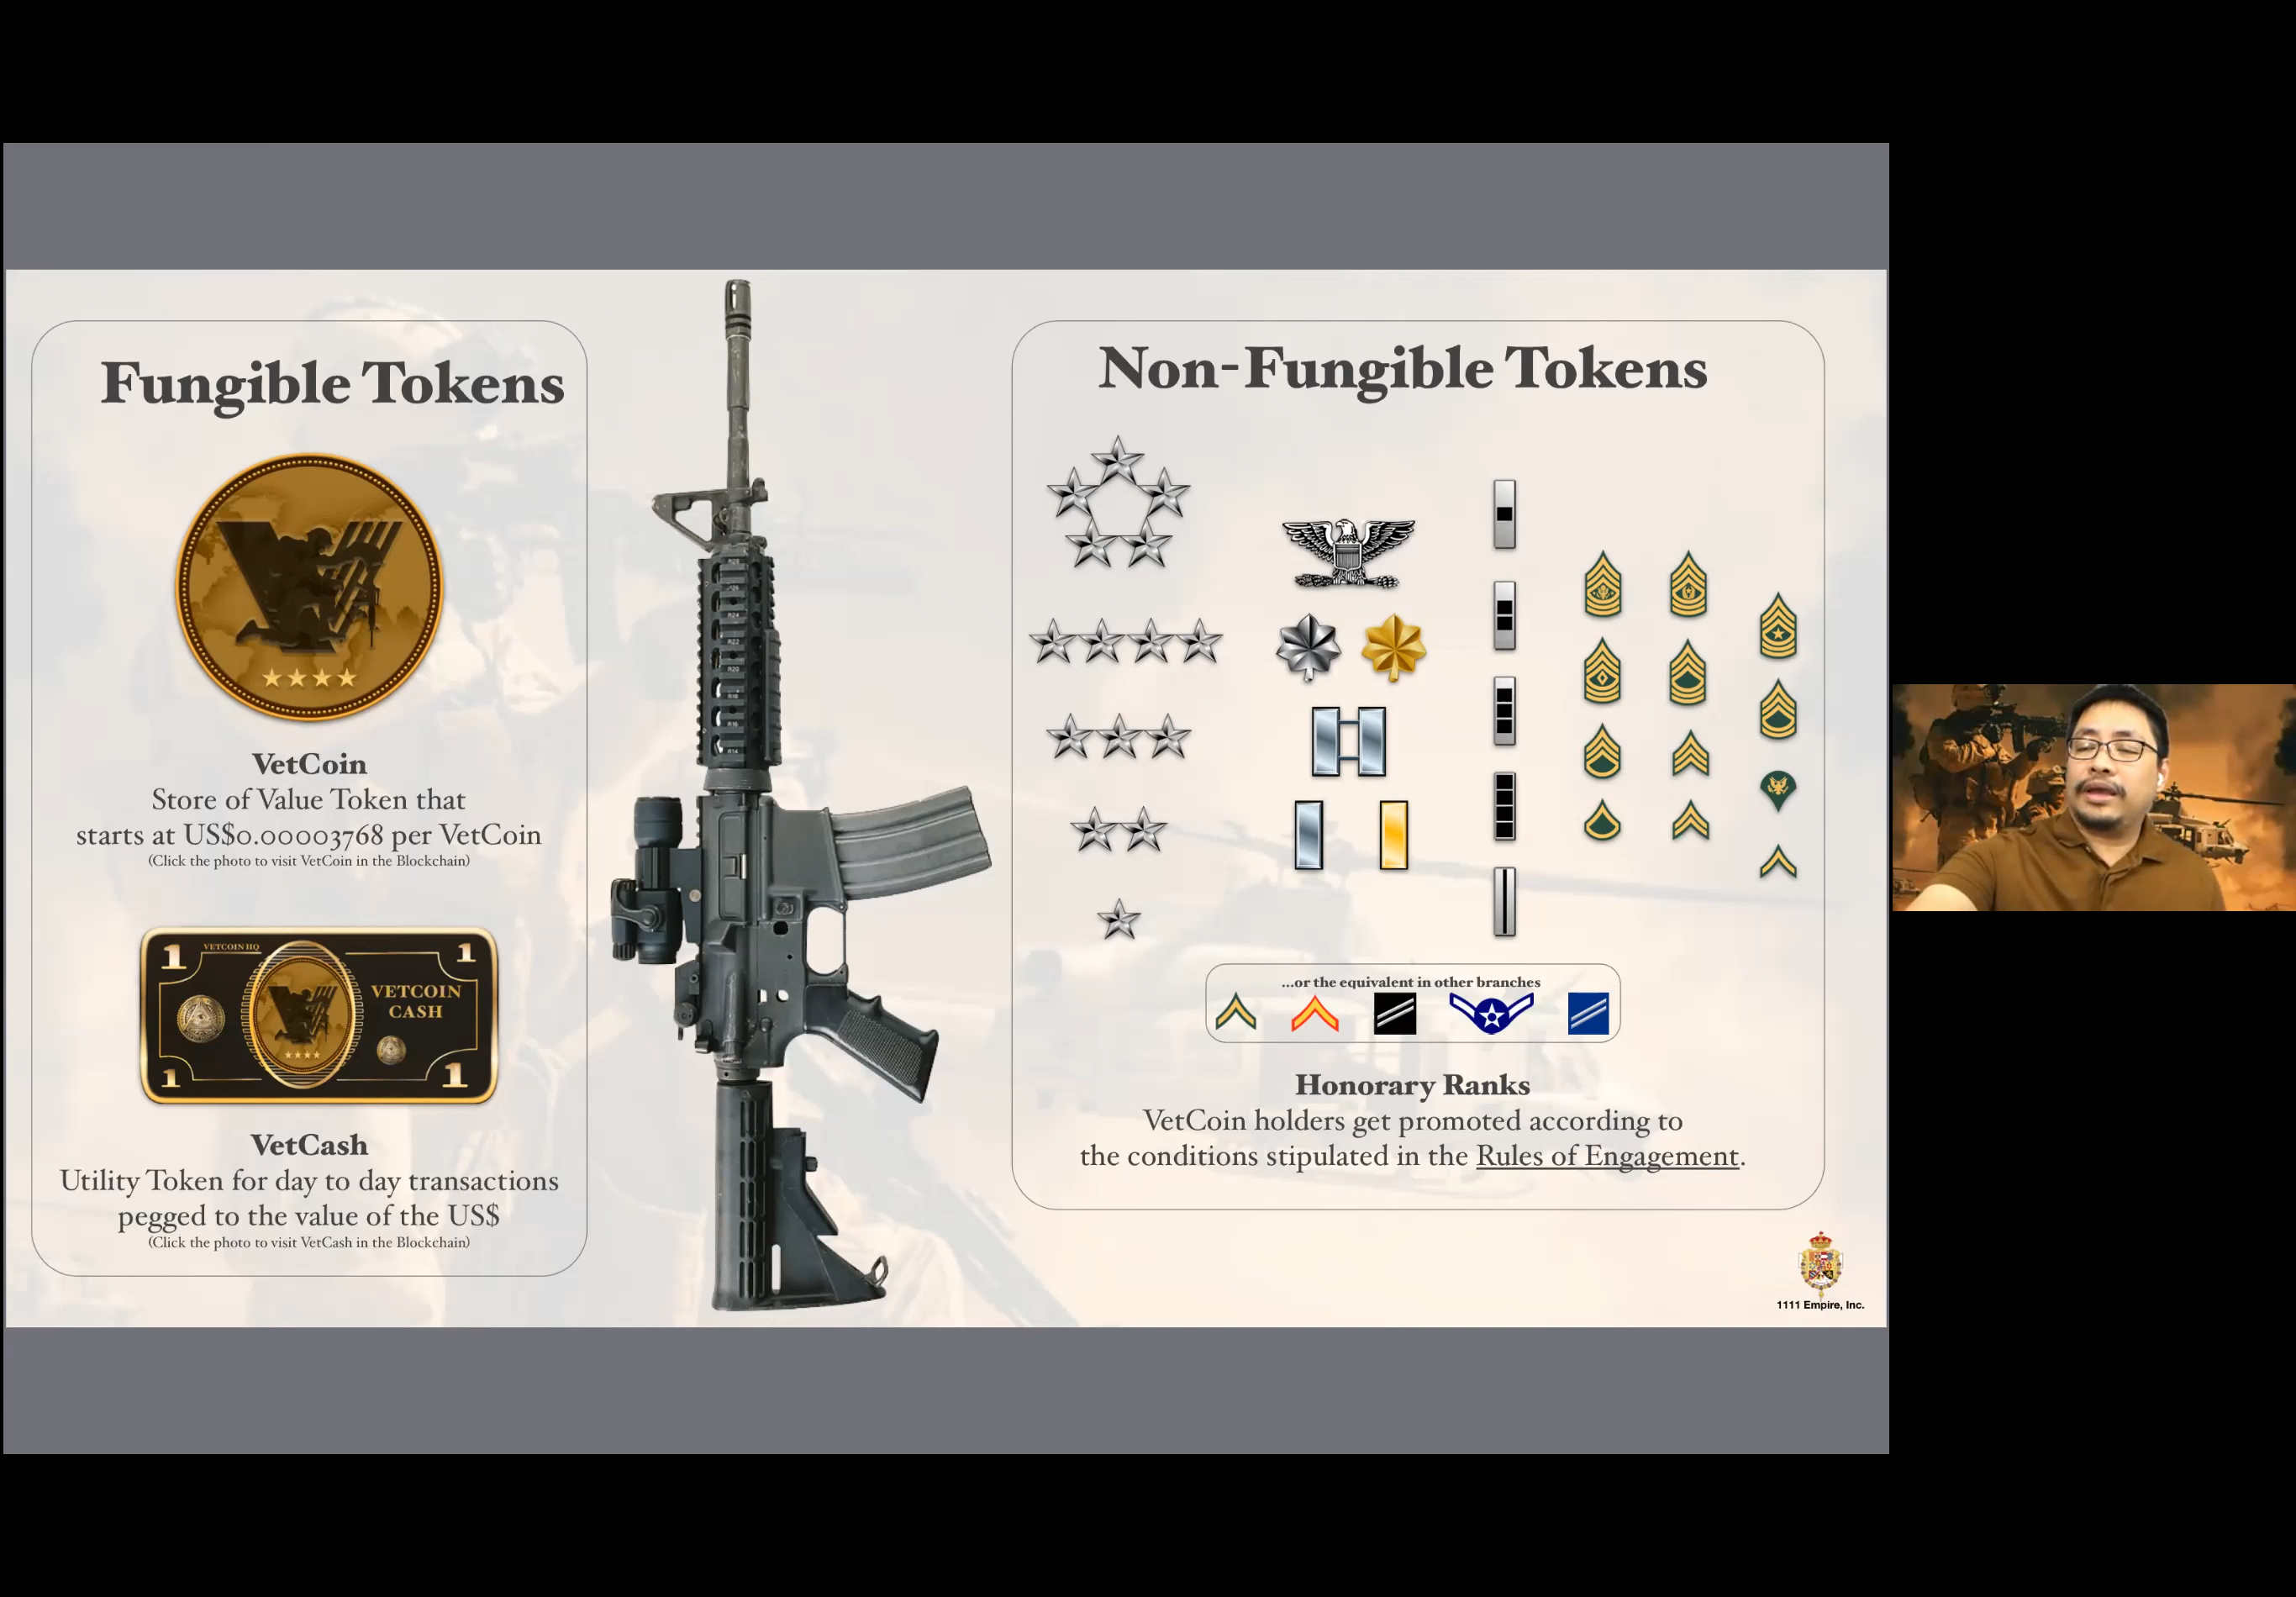 Fungible Tokens
VetCoin
Store of Value Token that
starts at US$0.00003768 per VetCoin
(Click the photo to visit VetCoin in the Blockchain)
1
VETCOIN HQ
1
VETCOIN
CASH
1
1
VetCash
Utility Token for day to day transactions
pegged to the value of the US$
(Click the photo to visit VetCash in the Blockchain)
Non-Fungible Tokens
...or the equivalent in other branches
Honorary Ranks
VetCoin holders get promoted according to
the conditions stipulated in the Rules of Engagement.
1111 Empire, Inc.